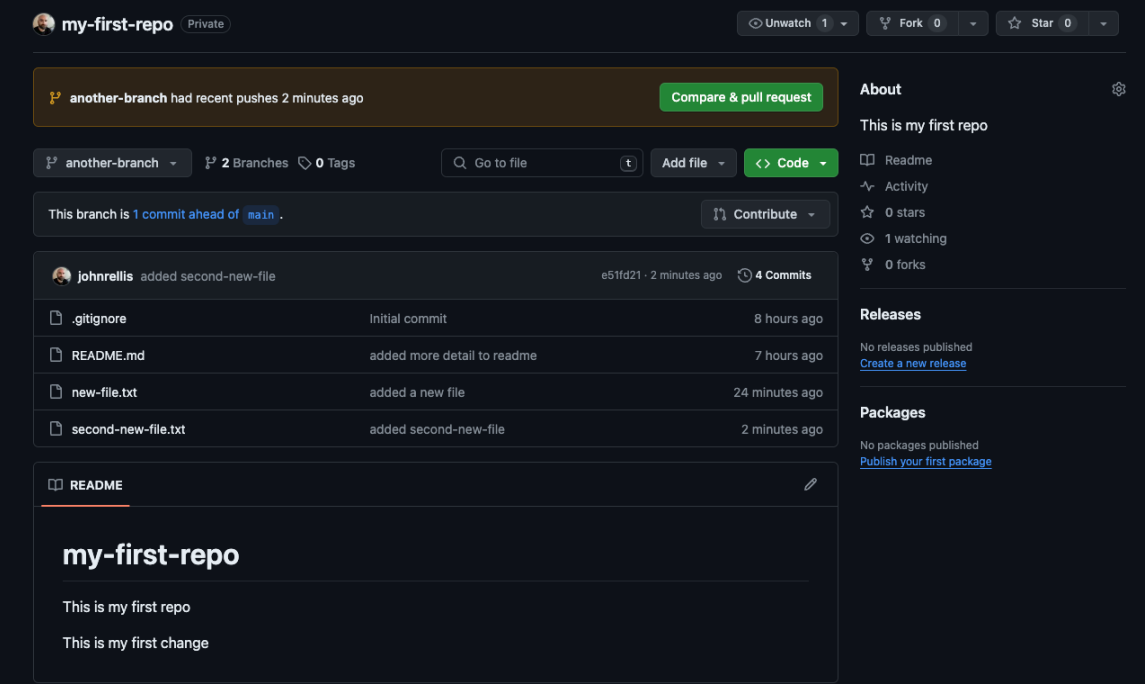 my-first-repo Private Unwatch 1 Fork 0 Star 0
another-branch had recent pushes 2 minutes ago Compare & pull request
another-branch 2 Branches 0 Tags Go to file t Add file <> Code
This branch is 1 commit ahead of main . Contribute
johnrellis added second-new-file e51fd21 · 2 minutes ago 4 Commits
.gitignore Initial commit 8 hours ago
README.md added more detail to readme 7 hours ago
new-file.txt added a new file 24 minutes ago
second-new-file.txt added second-new-file 2 minutes ago
README
my-first-repo
This is my first repo
This is my first change
About
This is my first repo
Readme
Activity
0 stars
1 watching
0 forks
Releases
No releases published
Create a new release
Packages
No packages published
Publish your first package